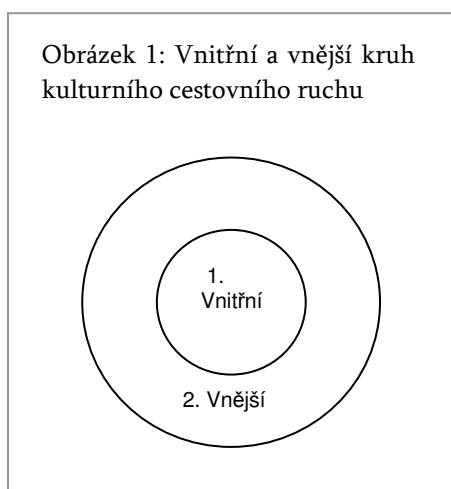 Obrázek 1: Vnitřní a vnější kruh
kulturního cestovního ruchu
1.
Vnitřní
2. Vnější